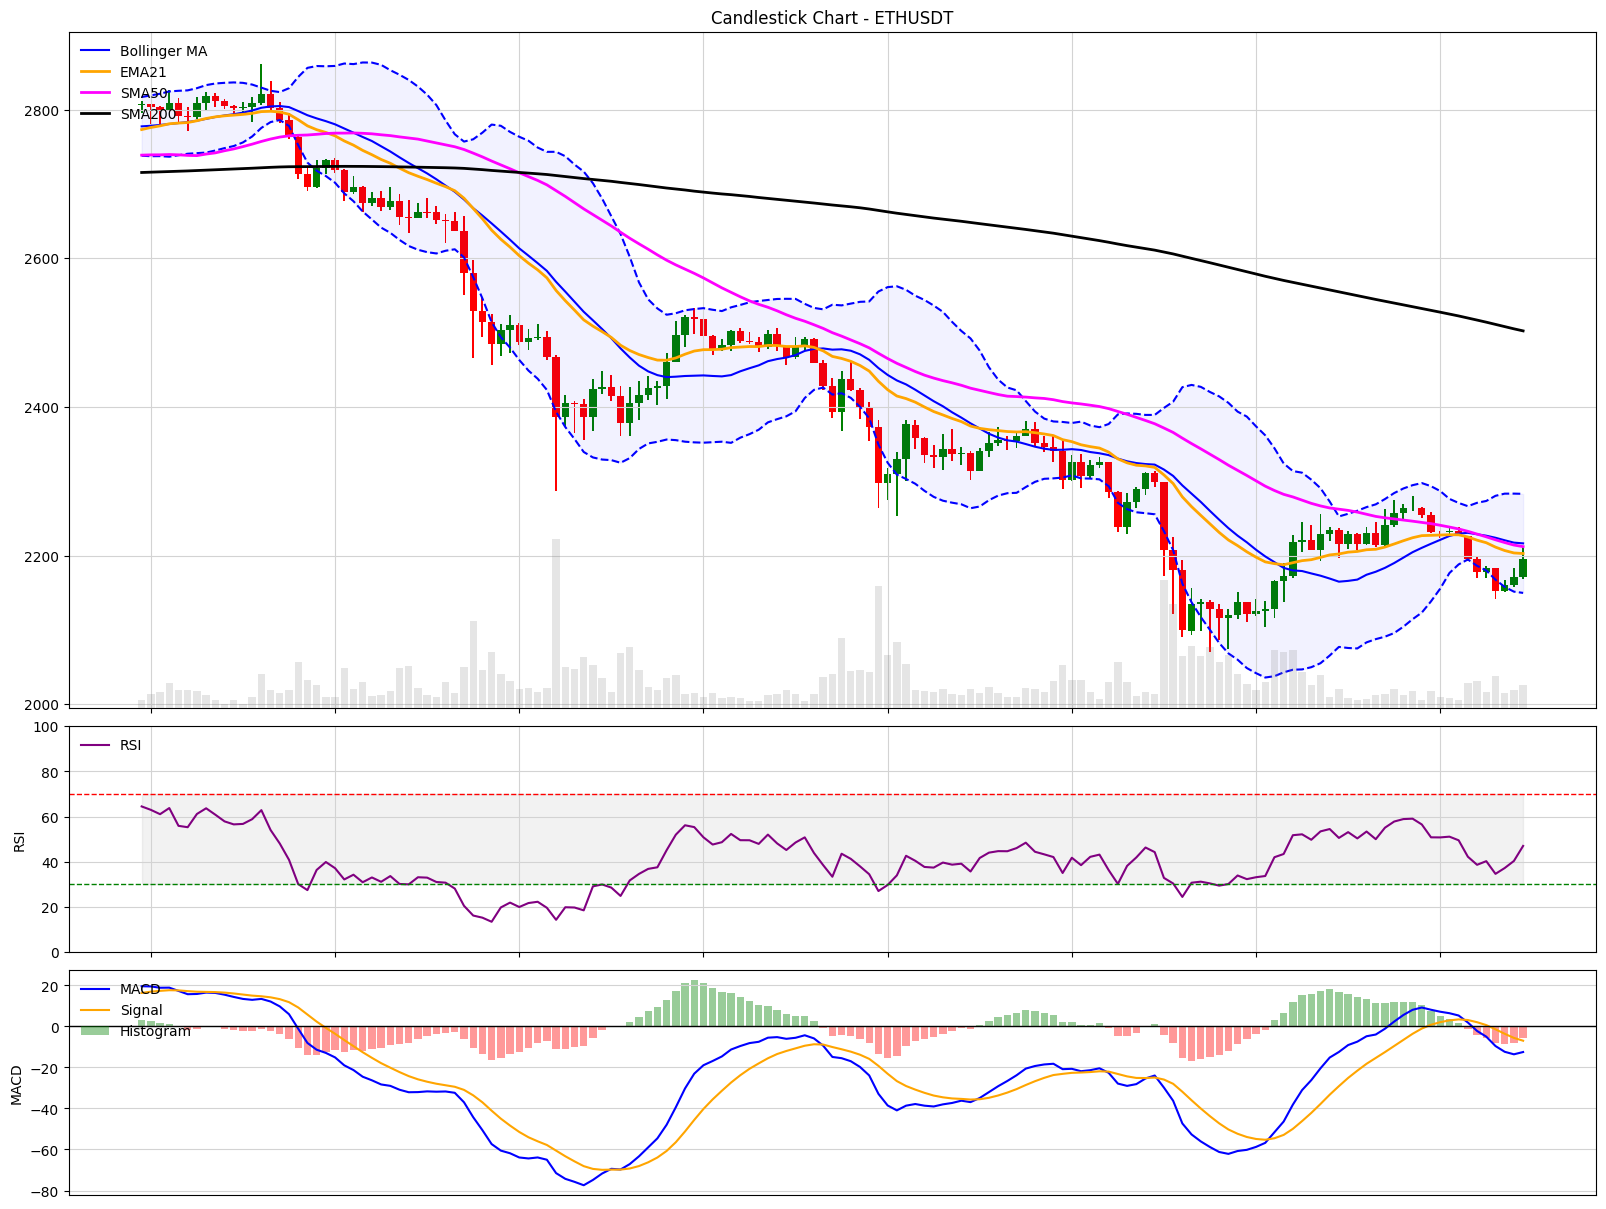 Candlestick Chart - ETHUSDT
Bollinger MA
EMA21
SMA50
SMA200
2800
2600
2400
2200
2000
100
80
60
40
20
0
RSI
RSI
20
0
−20
−40
−60
−80
MACD
MACD
Signal
Histogram